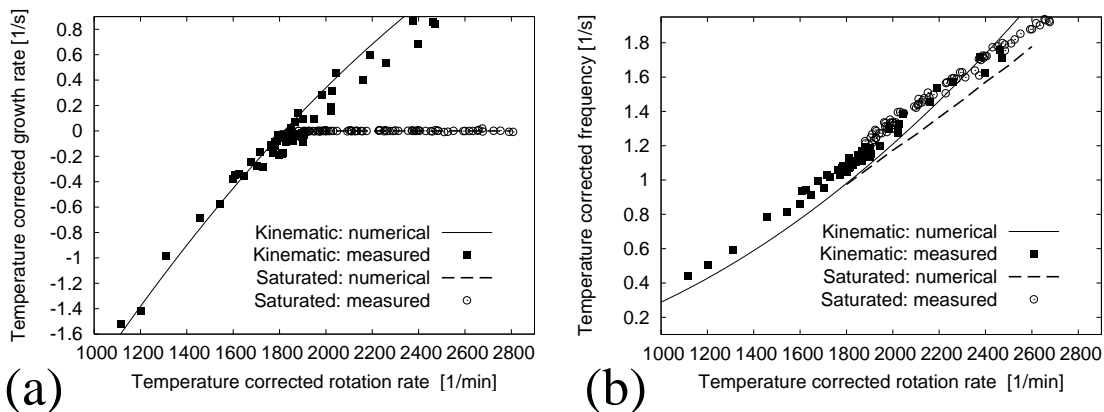 Temperature corrected growth rate [1/s]
0.8
0.6
0.4
0.2
0
-0.2
-0.4
-0.6
-0.8
-1
-1.2
-1.4
-1.6
Kinematic: numerical
Kinematic: measured
Saturated: numerical
Saturated: measured
1000 1200 1400 1600 1800 2000 2200 2400 2600 2800
Temperature corrected rotation rate [1/min]
(a)
Temperature corrected frequency [1/s]
1.8
1.6
1.4
1.2
1
0.8
0.6
0.4
0.2
Kinematic: numerical
Kinematic: measured
Saturated: numerical
Saturated: measured
1000 1200 1400 1600 1800 2000 2200 2400 2600 2800
Temperature corrected rotation rate [1/min]
(b)